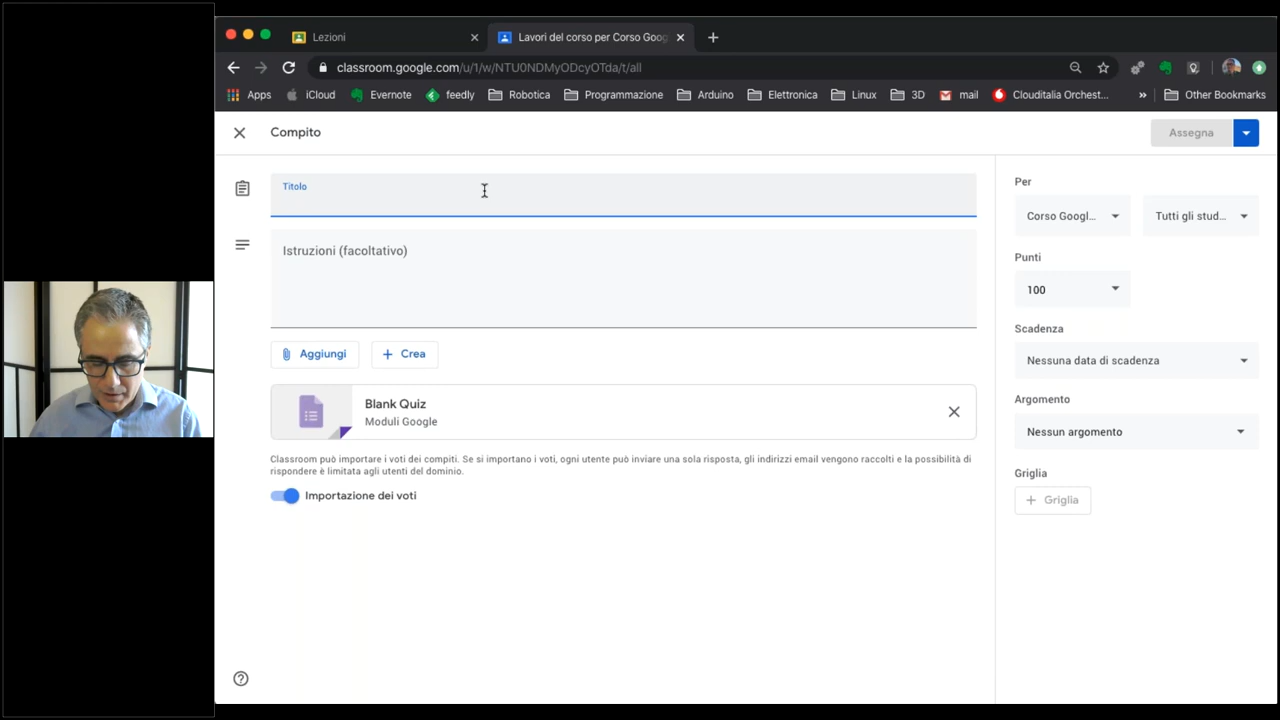 Lezioni
Lavori del corso per Corso Goog
classroom.google.com/u/1/w/NTU0NDMyODcyOTda/t/all
Apps iCloud Evernote feedly Robotica Programmazione Arduino Elettronica Linux 3D mail Clouditalia Orchest... » Other Bookmarks
Compito
Assegna
Titolo
Istruzioni (facoltativo)
Aggiungi
+ Crea
Blank Quiz
Moduli Google
Classroom può importare i voti dei compiti. Se si importano i voti, ogni utente può inviare una sola risposta, gli indirizzi email vengono raccolti e la possibilità di
rispondere è limitata agli utenti del dominio.
Importazione dei voti
Per
Corso Googl... Tutti gli stud...
Punti
100
Scadenza
Nessuna data di scadenza
Argomento
Nessun argomento
Griglia
+ Griglia